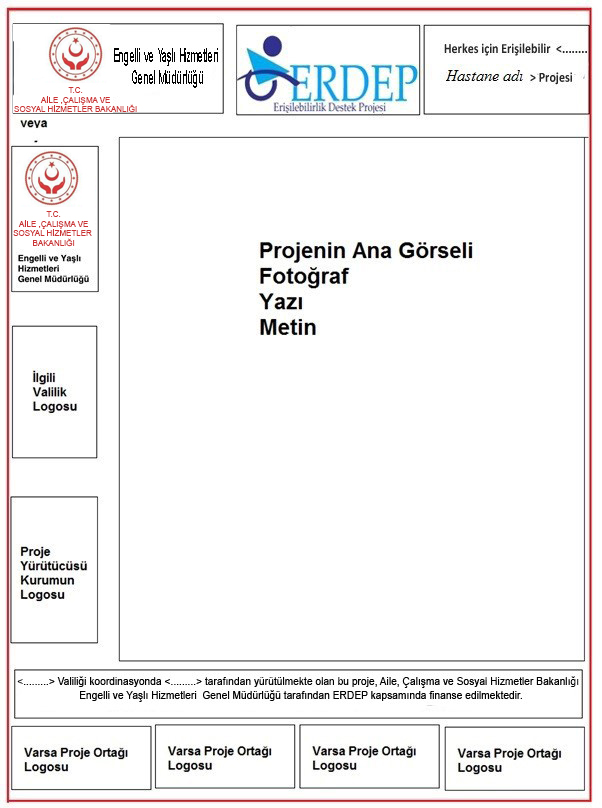 T.C.
AİLE ,ÇALIŞMA VE
SOSYAL HİZMETLER BAKANLIĞI
Engelli ve Yaşlı Hizmetleri
Genel Müdürlüğü
ERDEP
Erişilebilirlik Destek Projesi
Herkes için Erişilebilir <........
Hastane adı > Projesi
veya
T.C.
AİLE ,ÇALIŞMA VE
SOSYAL HİZMETLER
BAKANLIĞI
Engelli ve Yaşlı
Hizmetleri
Genel Müdürlüğü
Projenin Ana Görseli
Fotoğraf
Yazı
Metin
İlgili
Valilik
Logosu
Proje
Yürütücüsü
Kurumun
Logosu
<.........> Valiliği koordinasyonda <.........> tarafından yürütülmekte olan bu proje, Aile, Çalışma ve Sosyal Hizmetler Bakanlığı
Engelli ve Yaşlı Hizmetleri Genel Müdürlüğü tarafından ERDEP kapsamında finanse edilmektedir.
Varsa Proje Ortağı
Logosu
Varsa Proje Ortağı
Logosu
Varsa Proje Ortağı
Logosu
Varsa Proje Ortağı
Logosu